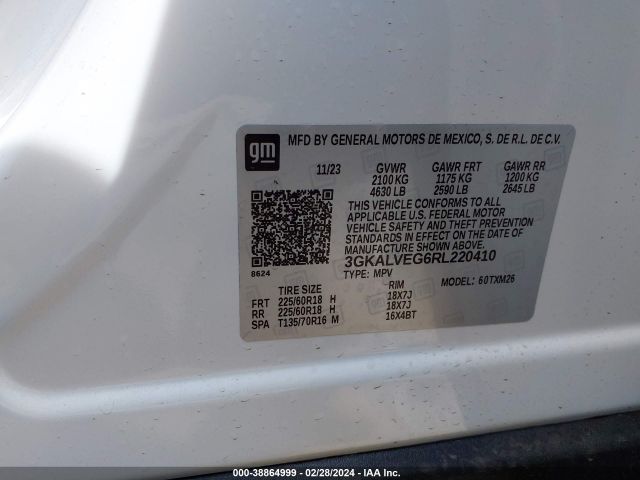 gm
MFD BY GENERAL MOTORS DE MEXICO, S. DE R.L. DE C.V.
11/23 GVWR GAWR FRT GAWR RR
2100 KG 1175 KG 1200 KG
4630 LB 2590 LB 2645 LB
THIS VEHICLE CONFORMS TO ALL
APPLICABLE U.S. FEDERAL MOTOR
VEHICLE SAFETY AND THEFT PREVENTION
STANDARDS IN EFFECT ON THE DATE OF
MANUFACTURE SHOWN ABOVE.
8624
3GKALVEG6RL220410
TYPE: MPV MODEL: 60TXM26
TIRE SIZE RIM
FRT 225/60R18 H 18X7J
RR 225/60R18 H 18X7J
SPA T135/70R16 M 16X4BT
000-38864999 — 02/28/2024 — IAA Inc.